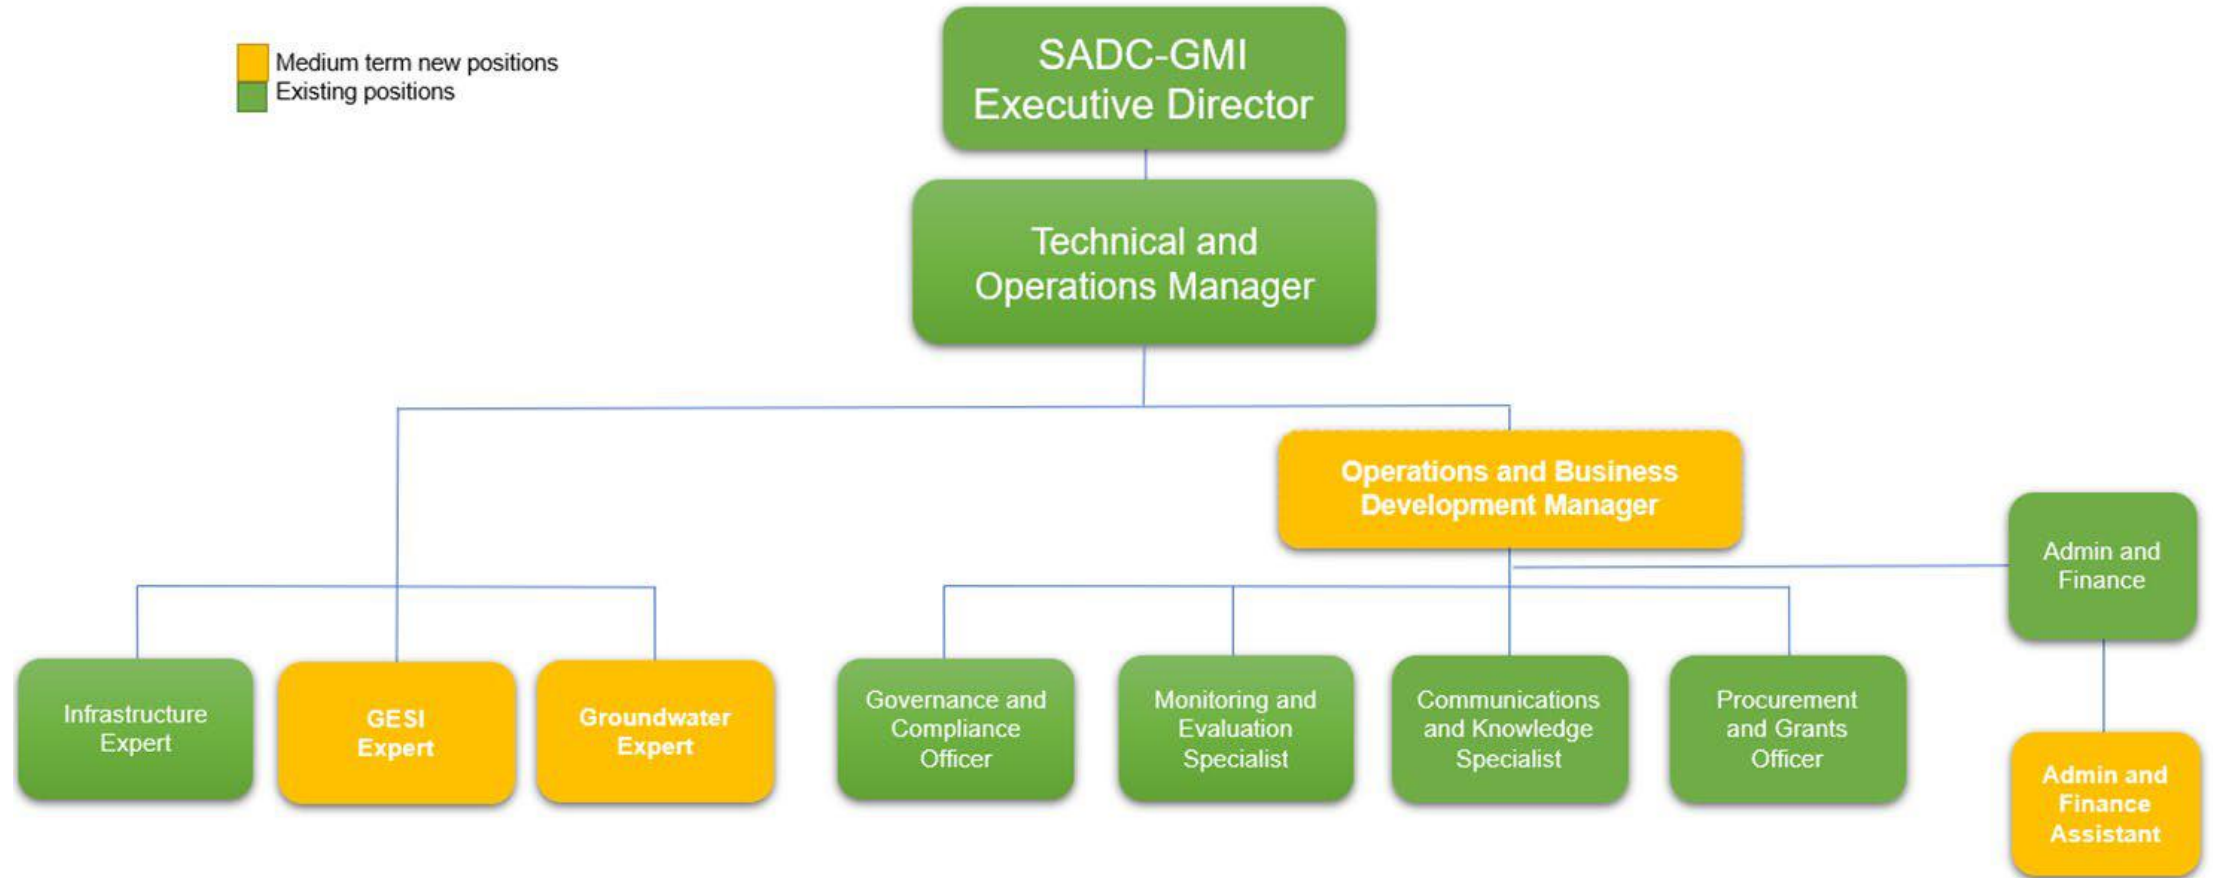 Medium term new positions
Existing positions
SADC-GMI
Executive Director
Technical and
Operations Manager
Operations and Business
Development Manager
Admin and
Finance
Infrastructure
Expert
GESI
Expert
Groundwater
Expert
Governance and
Compliance
Officer
Monitoring and
Evaluation
Specialist
Communications
and Knowledge
Specialist
Procurement
and Grants
Officer
Admin and
Finance
Assistant